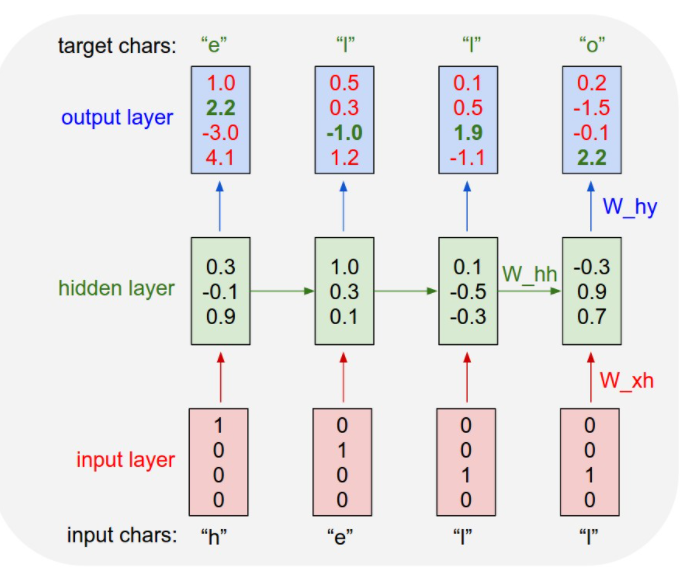 target chars: “e” “l” “l” “o”
output layer
1.0 0.5 0.1 0.2
2.2 0.3 0.5 -1.5
-3.0 -1.0 1.9 -0.1
4.1 1.2 -1.1 2.2
W_hy
hidden layer
0.3 1.0 0.1 -0.3
-0.1 0.3 -0.5 0.9
0.9 0.1 -0.3 0.7
W_hh
W_xh
input layer
1 0 0 0
0 1 0 0
0 0 1 1
0 0 0 0
input chars: “h” “e” “l” “l”